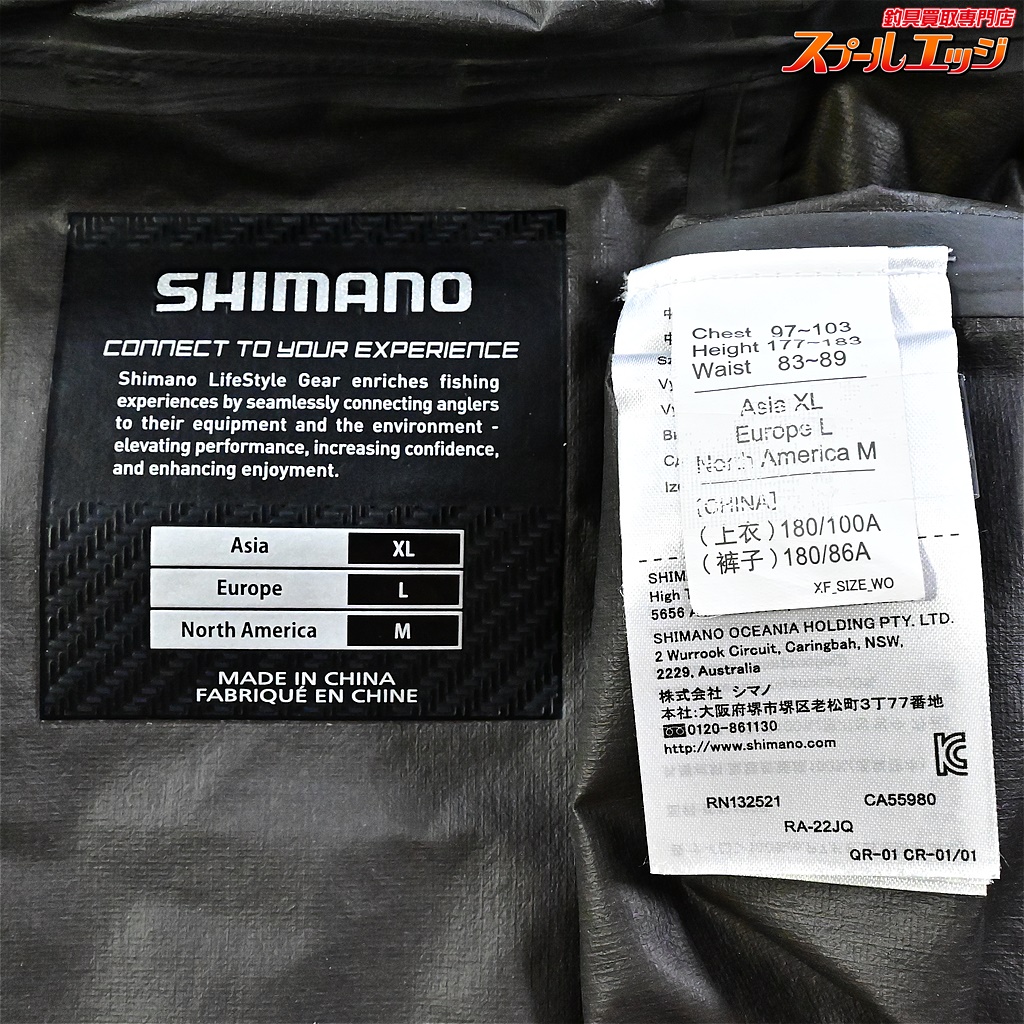 釣具買取専門店
スプールエッジ
SHIMANO
CONNECT TO YOUR EXPERIENCE
Shimano LifeStyle Gear enriches fishing
experiences by seamlessly connecting anglers
to their equipment and the environment -
elevating performance, increasing confidence,
and enhancing enjoyment.
Asia XL
Europe L
North America M
MADE IN CHINA
FABRIQUÉ EN CHINE
Chest 97~103
Height 177~183
Waist 83~89
Asia XL
Europe L
North America M
[CHINA]
(上衣)180/100A
(裤子)180/86A
XF_SIZE_WO
SHIM
High
5656
SHIMANO OCEANIA HOLDING PTY. LTD.
2 Wurrook Circuit, Caringbah, NSW,
2229, Australia
株式会社 シマノ
本社:大阪府堺市堺区老松町3丁77番地
0120-861130
http://www.shimano.com
RN132521 CA55980
RA-22JQ
QR-01 CR-01/01